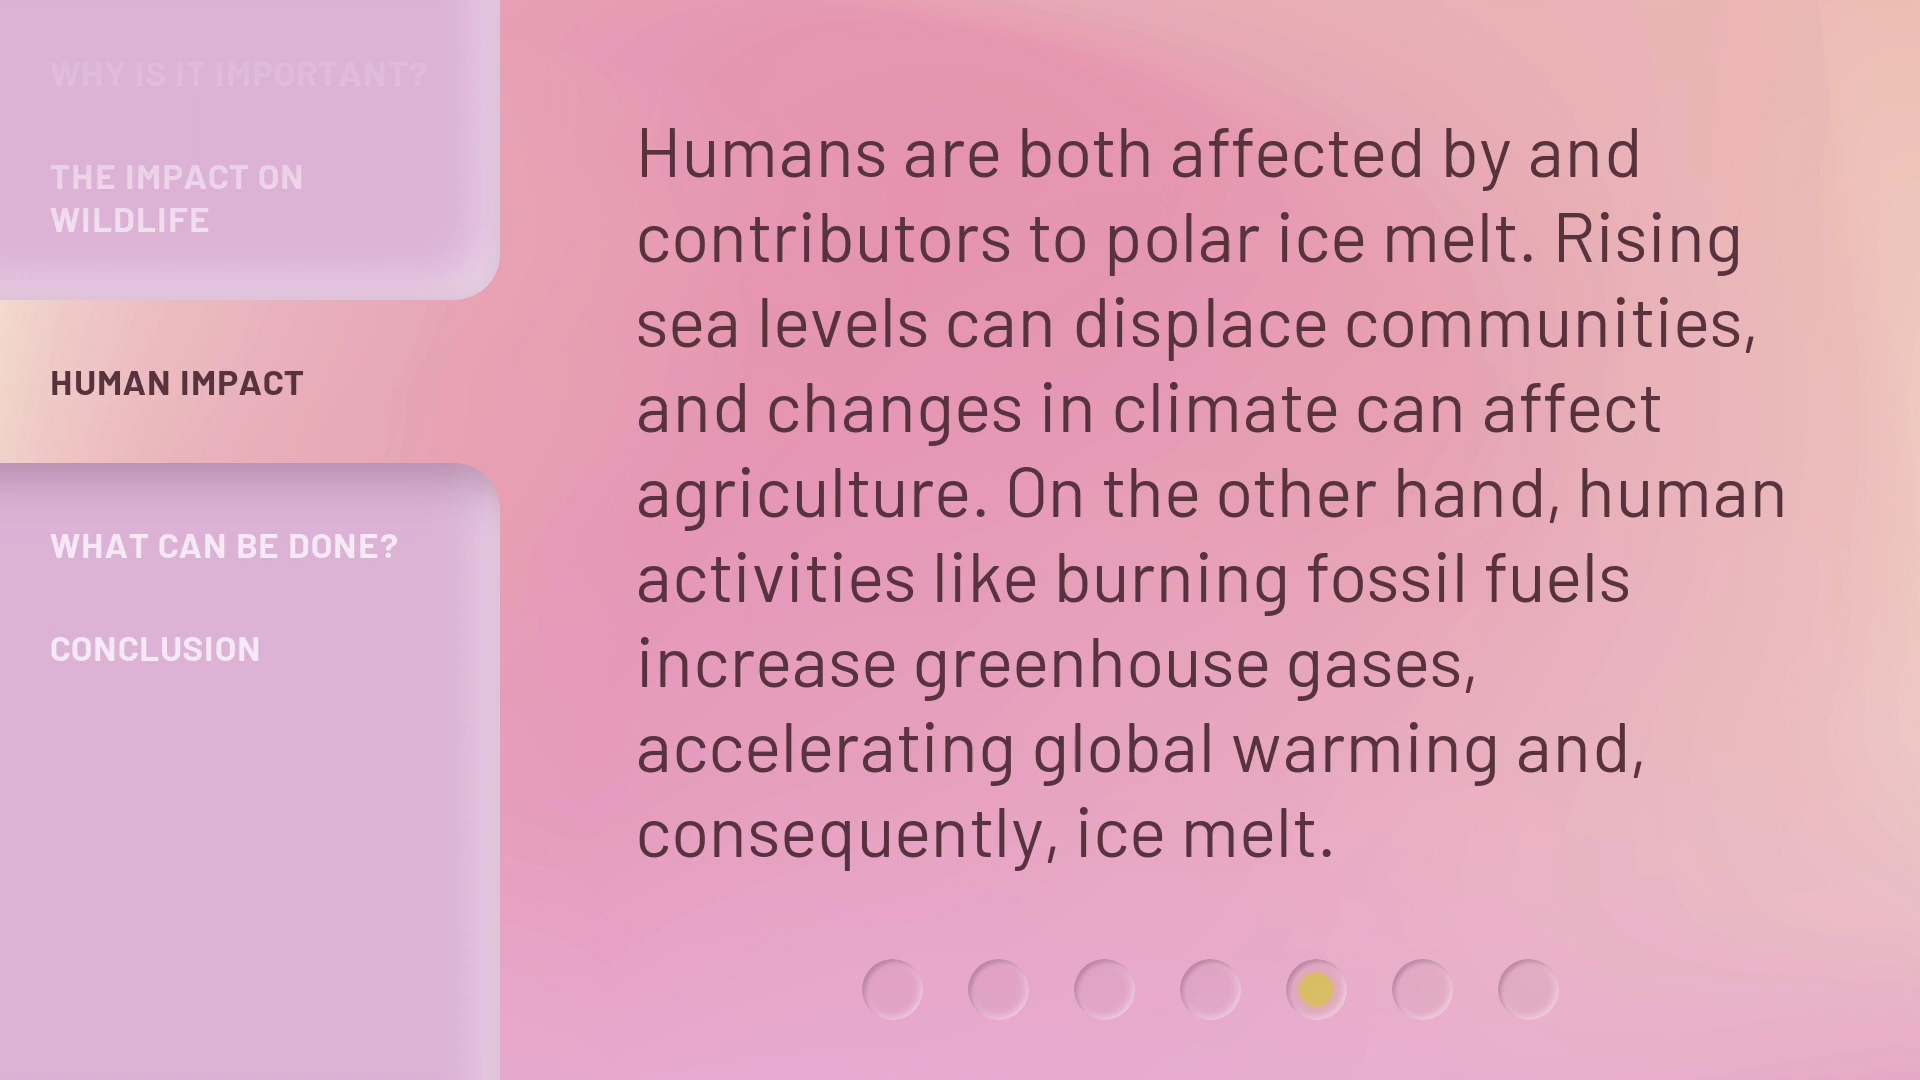 WHY IS IT IMPORTANT?
THE IMPACT ON
WILDLIFE
HUMAN IMPACT
WHAT CAN BE DONE?
CONCLUSION
Humans are both affected by and
contributors to polar ice melt. Rising
sea levels can displace communities,
and changes in climate can affect
agriculture. On the other hand, human
activities like burning fossil fuels
increase greenhouse gases,
accelerating global warming and,
consequently, ice melt.